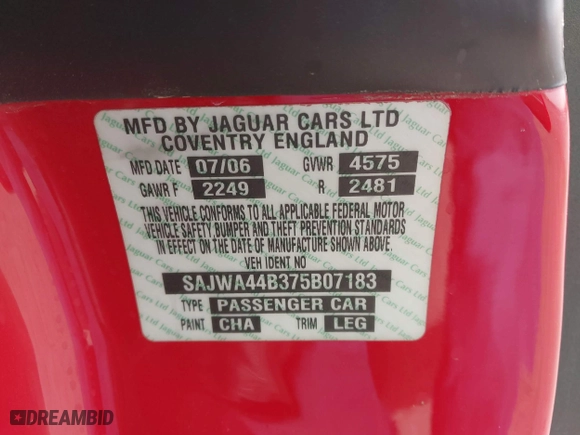 MFD BY JAGUAR CARS LTD
COVENTRY ENGLAND
MFD DATE 07/06 GVWR 4575
GAWR F 2249 R 2481
THIS VEHICLE CONFORMS TO ALL APPLICABLE FEDERAL MOTOR
VEHICLE SAFETY BUMPER AND THEFT PREVENTION STANDARDS
IN EFFECT ON THE DATE OF MANUFACTURE SHOWN ABOVE.
VEH IDENT NO
SAJWA44B375B07183
TYPE PASSENGER CAR
PAINT CHA TRIM LEG
DREAMBID